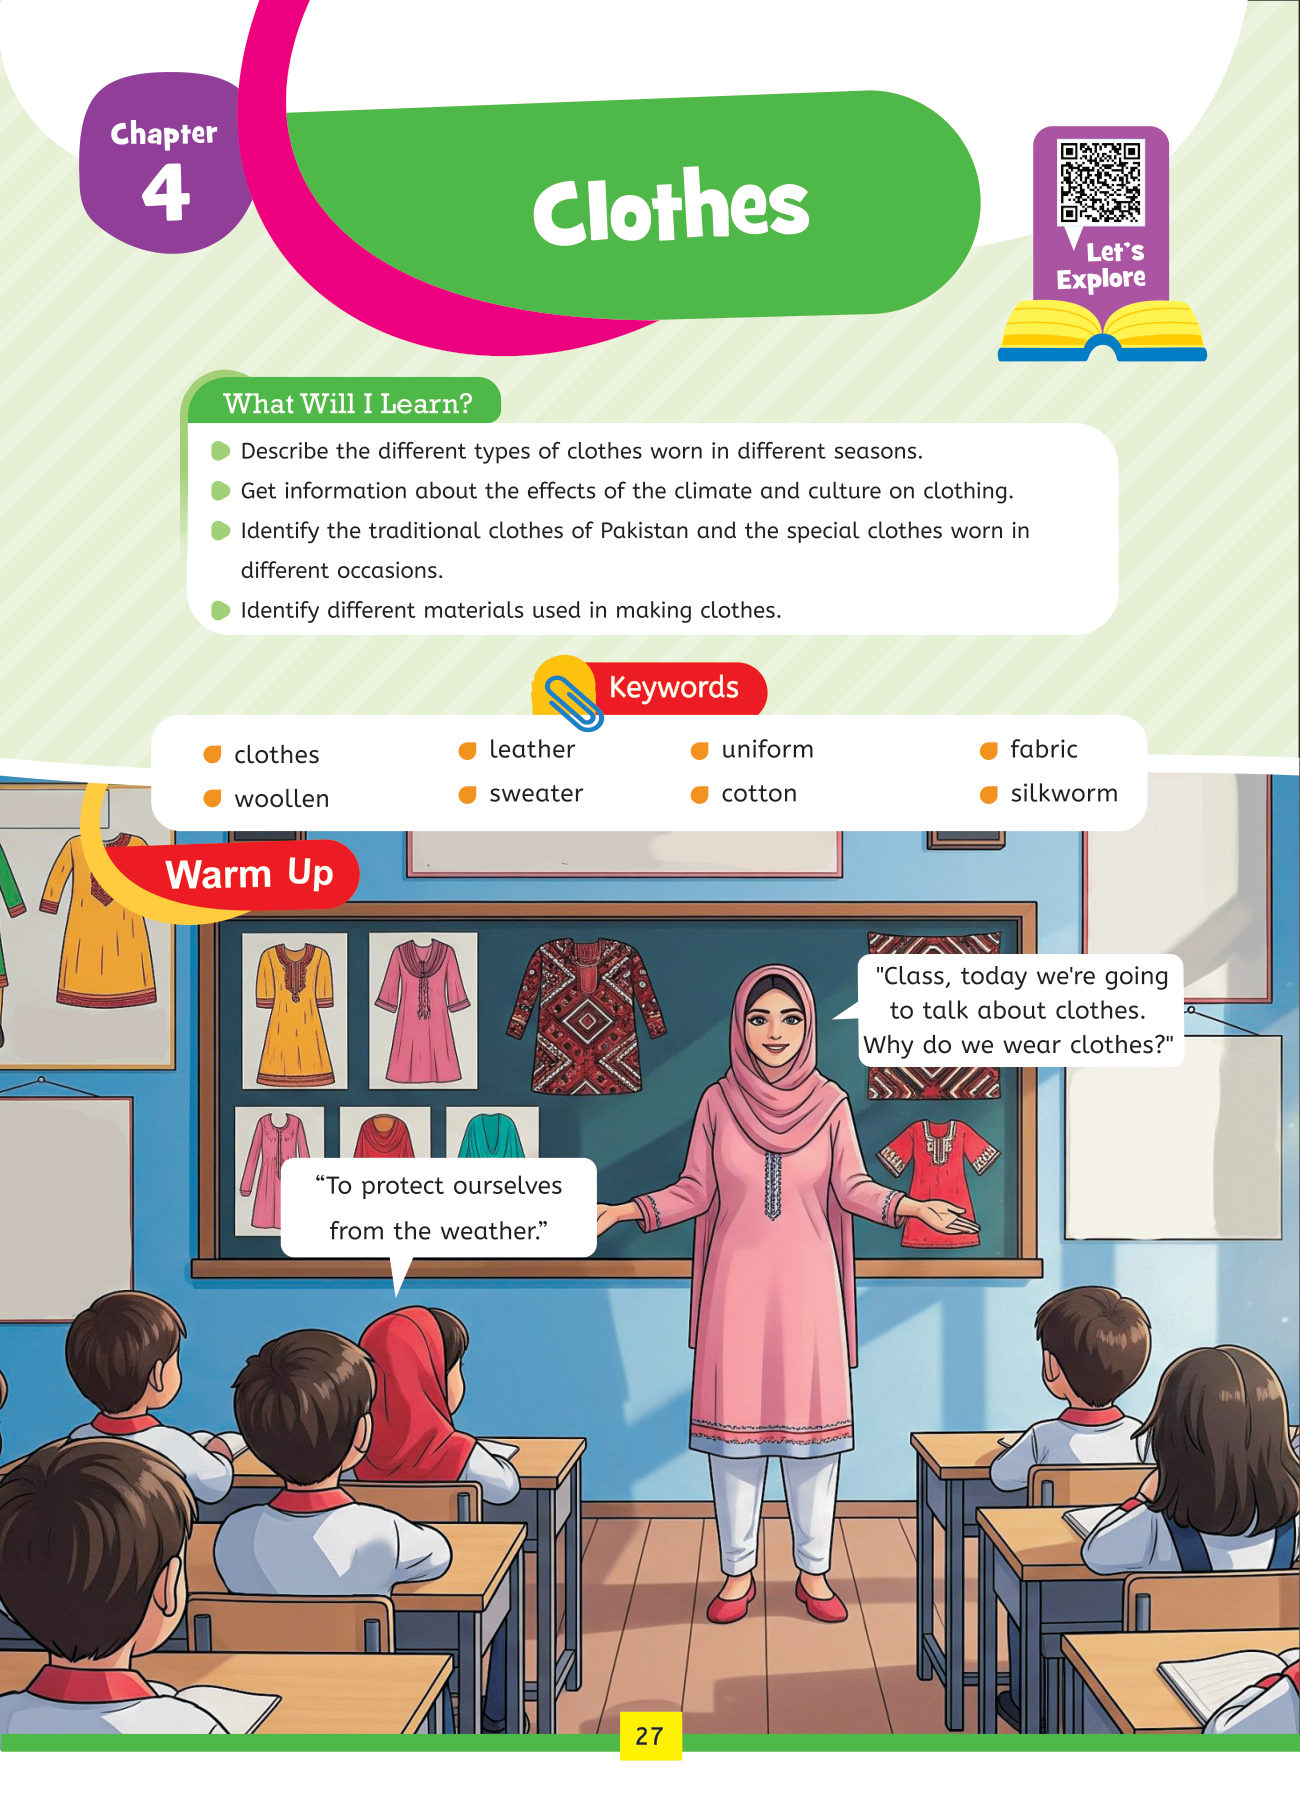 Chapter
4
Clothes
Let's
Explore
What Will I Learn?
Describe the different types of clothes worn in different seasons.
Get information about the effects of the climate and culture on clothing.
Identify the traditional clothes of Pakistan and the special clothes worn in
different occasions.
Identify different materials used in making clothes.
Keywords
clothes
leather
uniform
fabric
woollen
sweater
cotton
silkworm
Warm Up
"Class, today we're going
to talk about clothes.
Why do we wear clothes?"
“To protect ourselves
from the weather.”
27